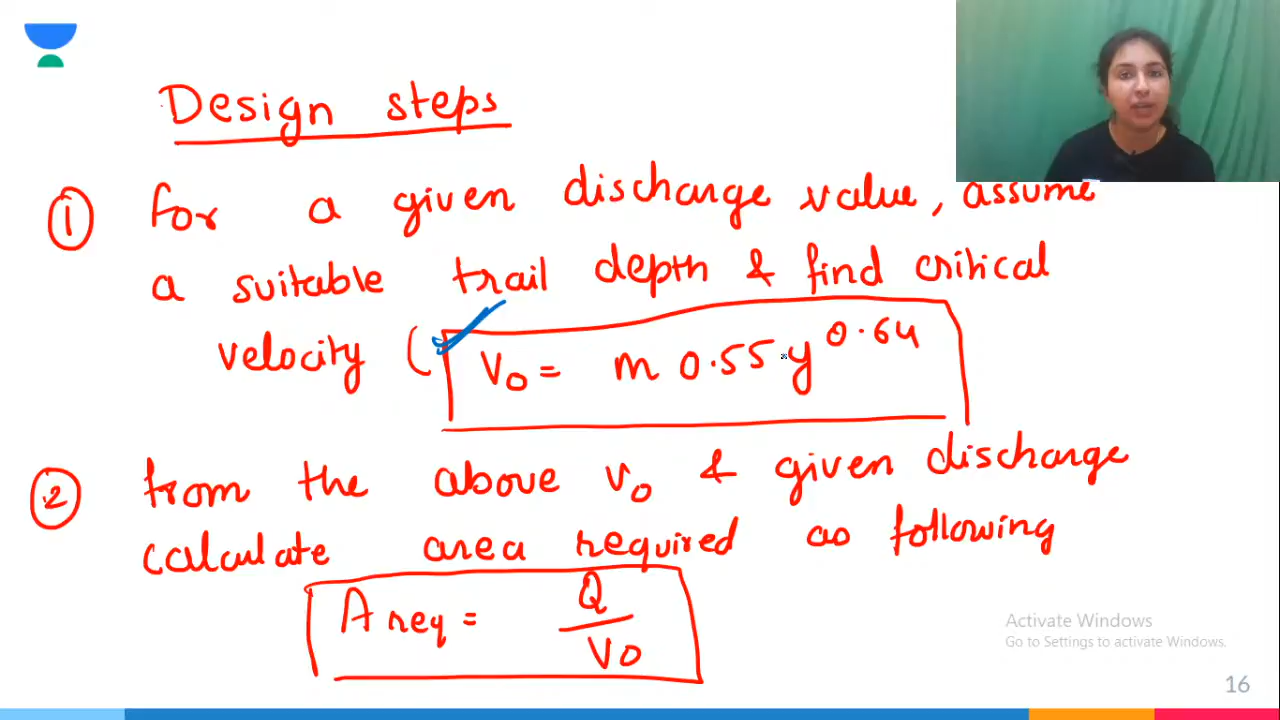 Design steps
① for a given discharge value, assume
a suitable trail depth & find critical
velocity ( V₀ = m 0.55 y^0.64
② from the above V₀ & given discharge
calculate area required as following
A req = Q / V₀
Activate Windows
Go to Settings to activate Windows.
16